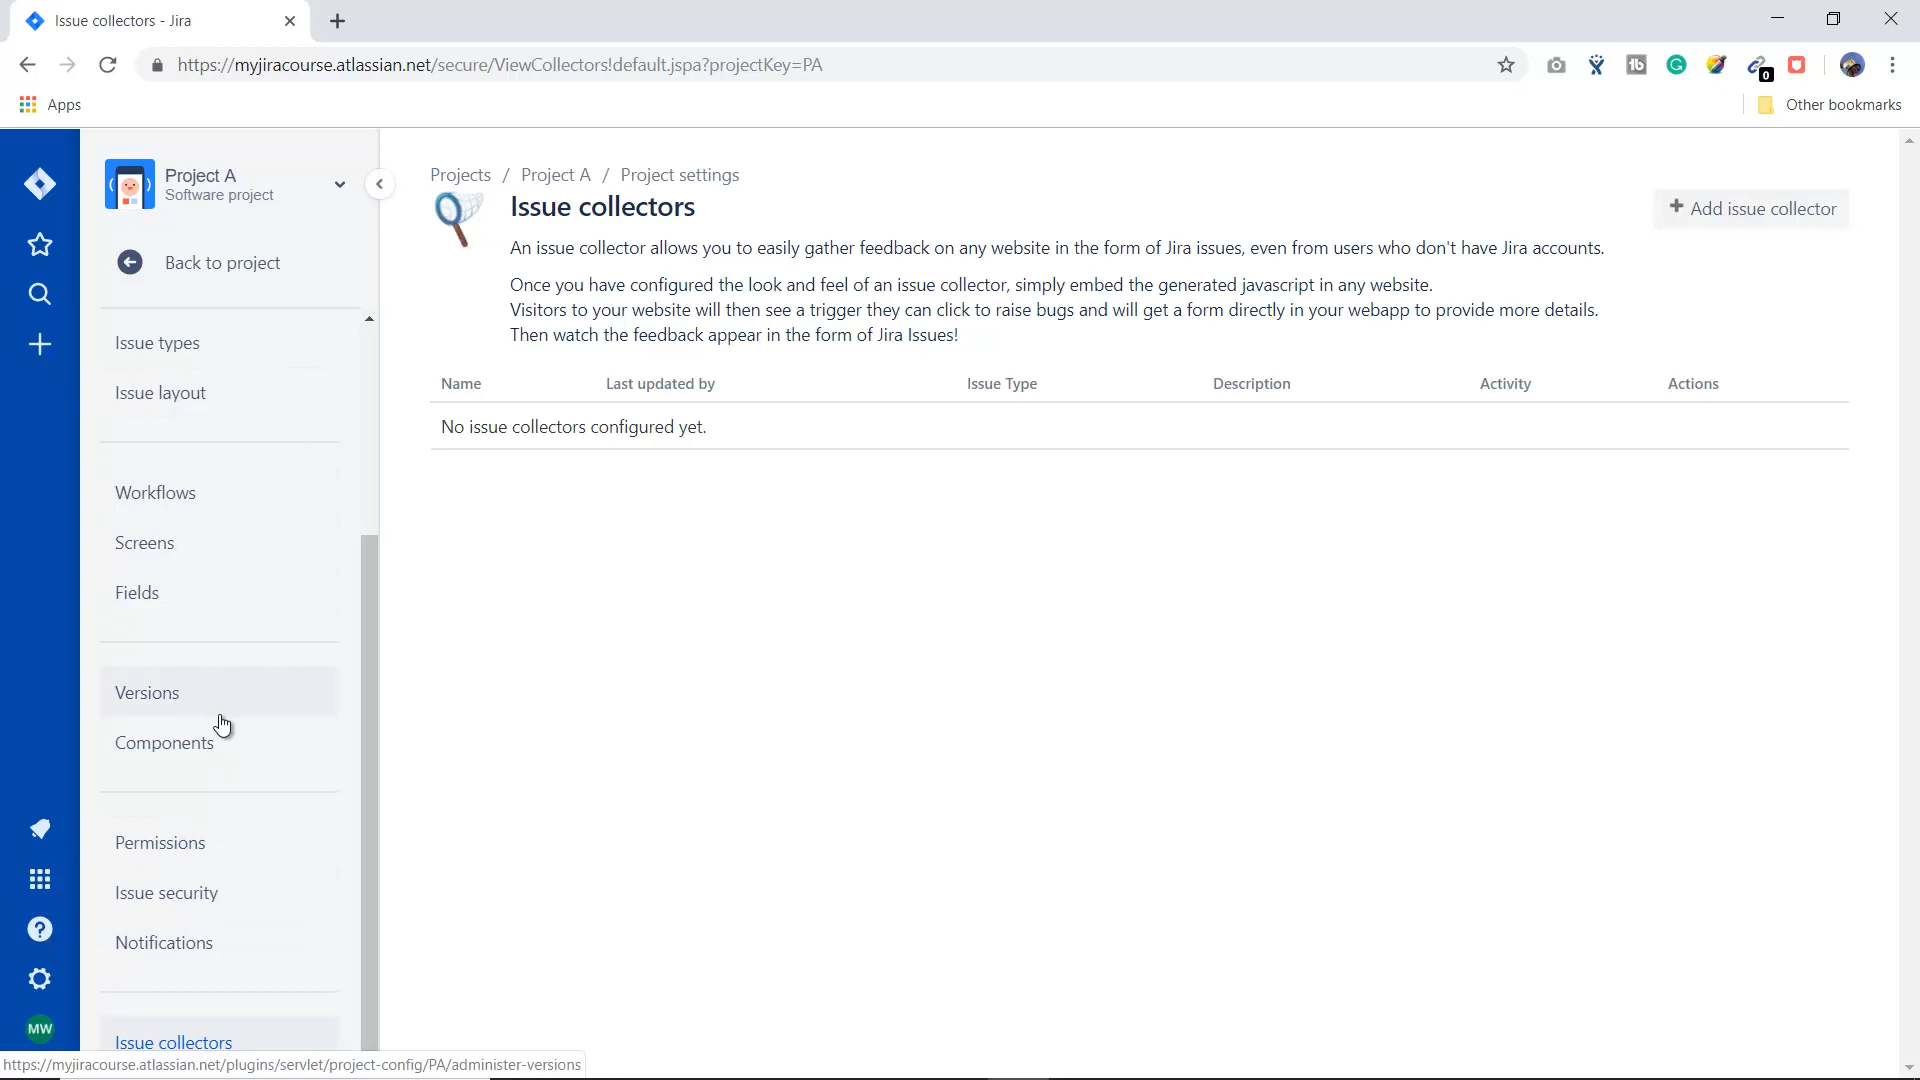 Issue collectors - Jira
https://myjiracourse.atlassian.net/secure/ViewCollectors!default.jspa?projectKey=PA
0
Apps
Other bookmarks
Project A
Software project
Back to project
Issue types
Issue layout
Workflows
Screens
Fields
Versions
Components
Permissions
Issue security
Notifications
Issue collectors
MW
Projects / Project A / Project settings
Issue collectors
+ Add issue collector
An issue collector allows you to easily gather feedback on any website in the form of Jira issues, even from users who don't have Jira accounts.
Once you have configured the look and feel of an issue collector, simply embed the generated javascript in any website.
Visitors to your website will then see a trigger they can click to raise bugs and will get a form directly in your webapp to provide more details.
Then watch the feedback appear in the form of Jira Issues!
Name Last updated by Issue Type Description Activity Actions
No issue collectors configured yet.
https://myjiracourse.atlassian.net/plugins/servlet/project-config/PA/administer-versions